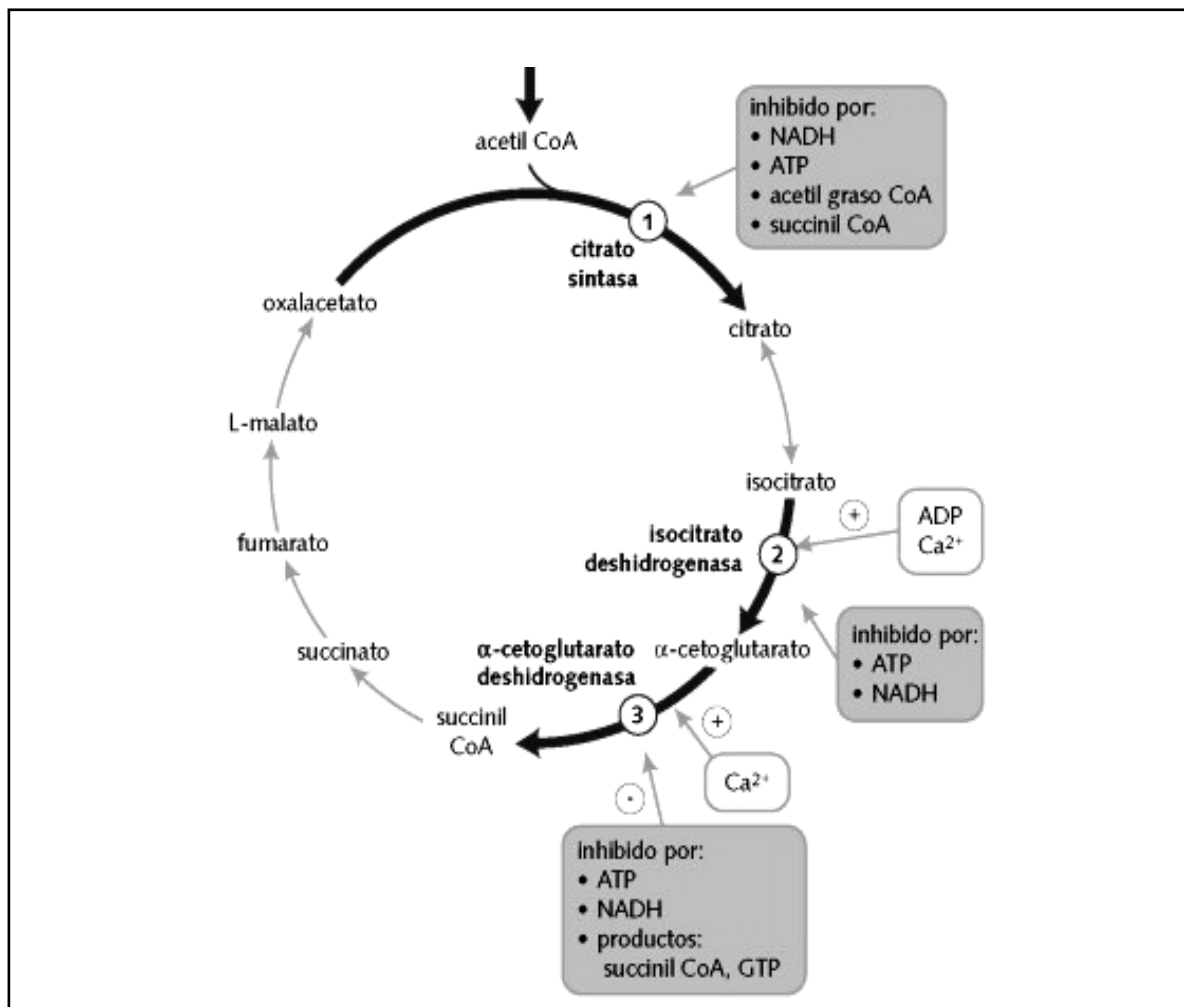 acetil CoA
inhibido por:
• NADH
• ATP
• acetil graso CoA
• succinil CoA
1
citrato
sintasa
oxalacetato
citrato
L-malato
isocitrato
+
ADP
Ca²⁺
isocitrato
deshidrogenasa
2
fumarato
inhibido por:
• ATP
• NADH
succinato
α-cetoglutarato
deshidrogenasa
α-cetoglutarato
3
+
succinil
CoA
Ca²⁺
-
inhibido por:
• ATP
• NADH
• productos:
succinil CoA, GTP